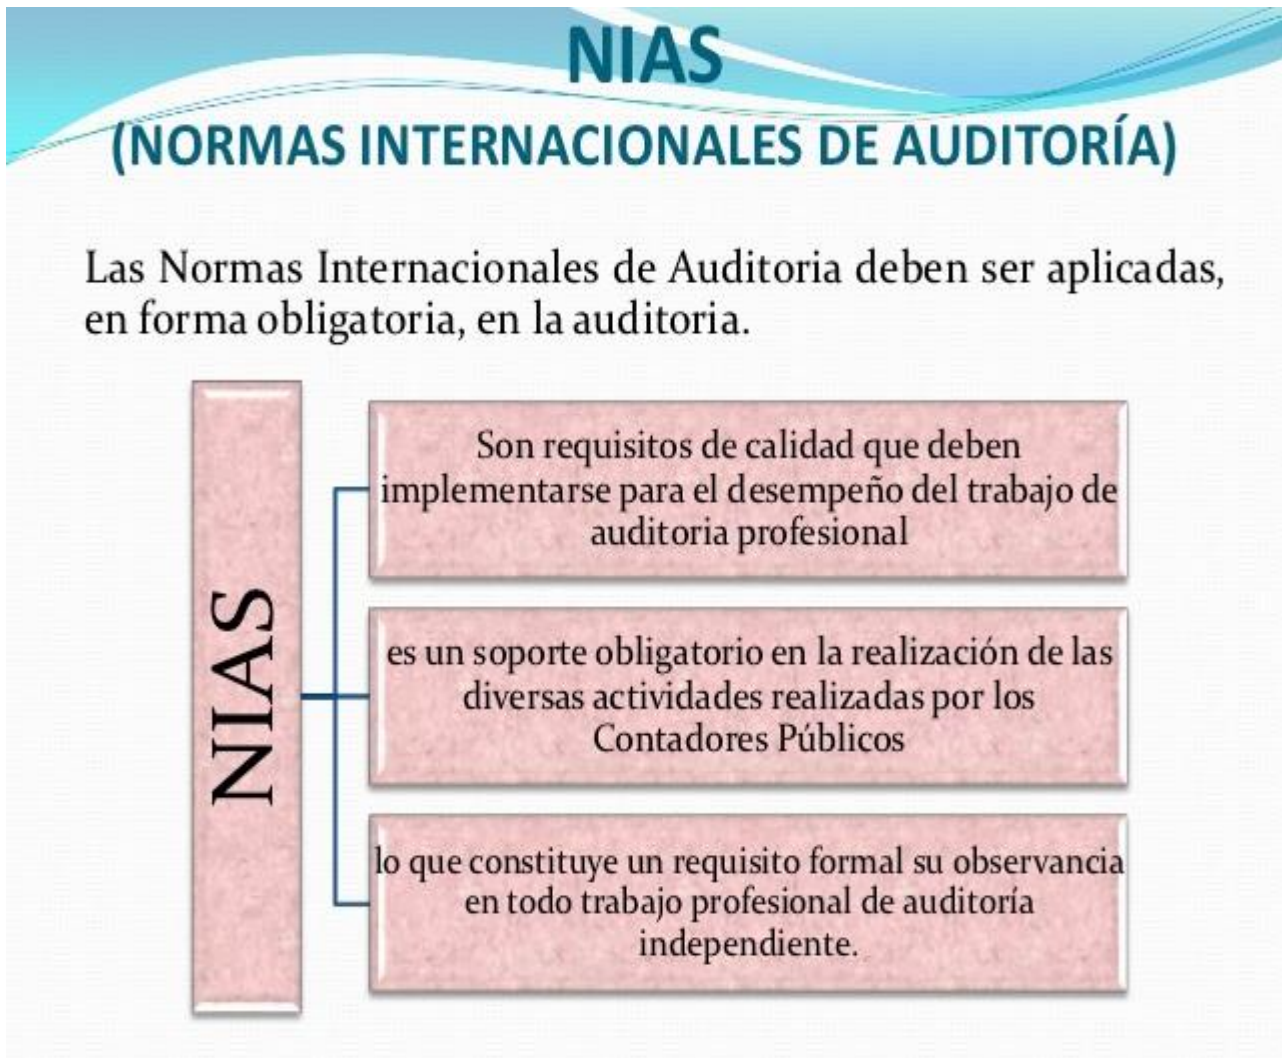 NIAS
(NORMAS INTERNACIONALES DE AUDITORÍA)
Las Normas Internacionales de Auditoria deben ser aplicadas,
en forma obligatoria, en la auditoria.
NIAS
Son requisitos de calidad que deben
implementarse para el desempeño del trabajo de
auditoria profesional
es un soporte obligatorio en la realización de las
diversas actividades realizadas por los
Contadores Públicos
lo que constituye un requisito formal su observancia
en todo trabajo profesional de auditoría
independiente.